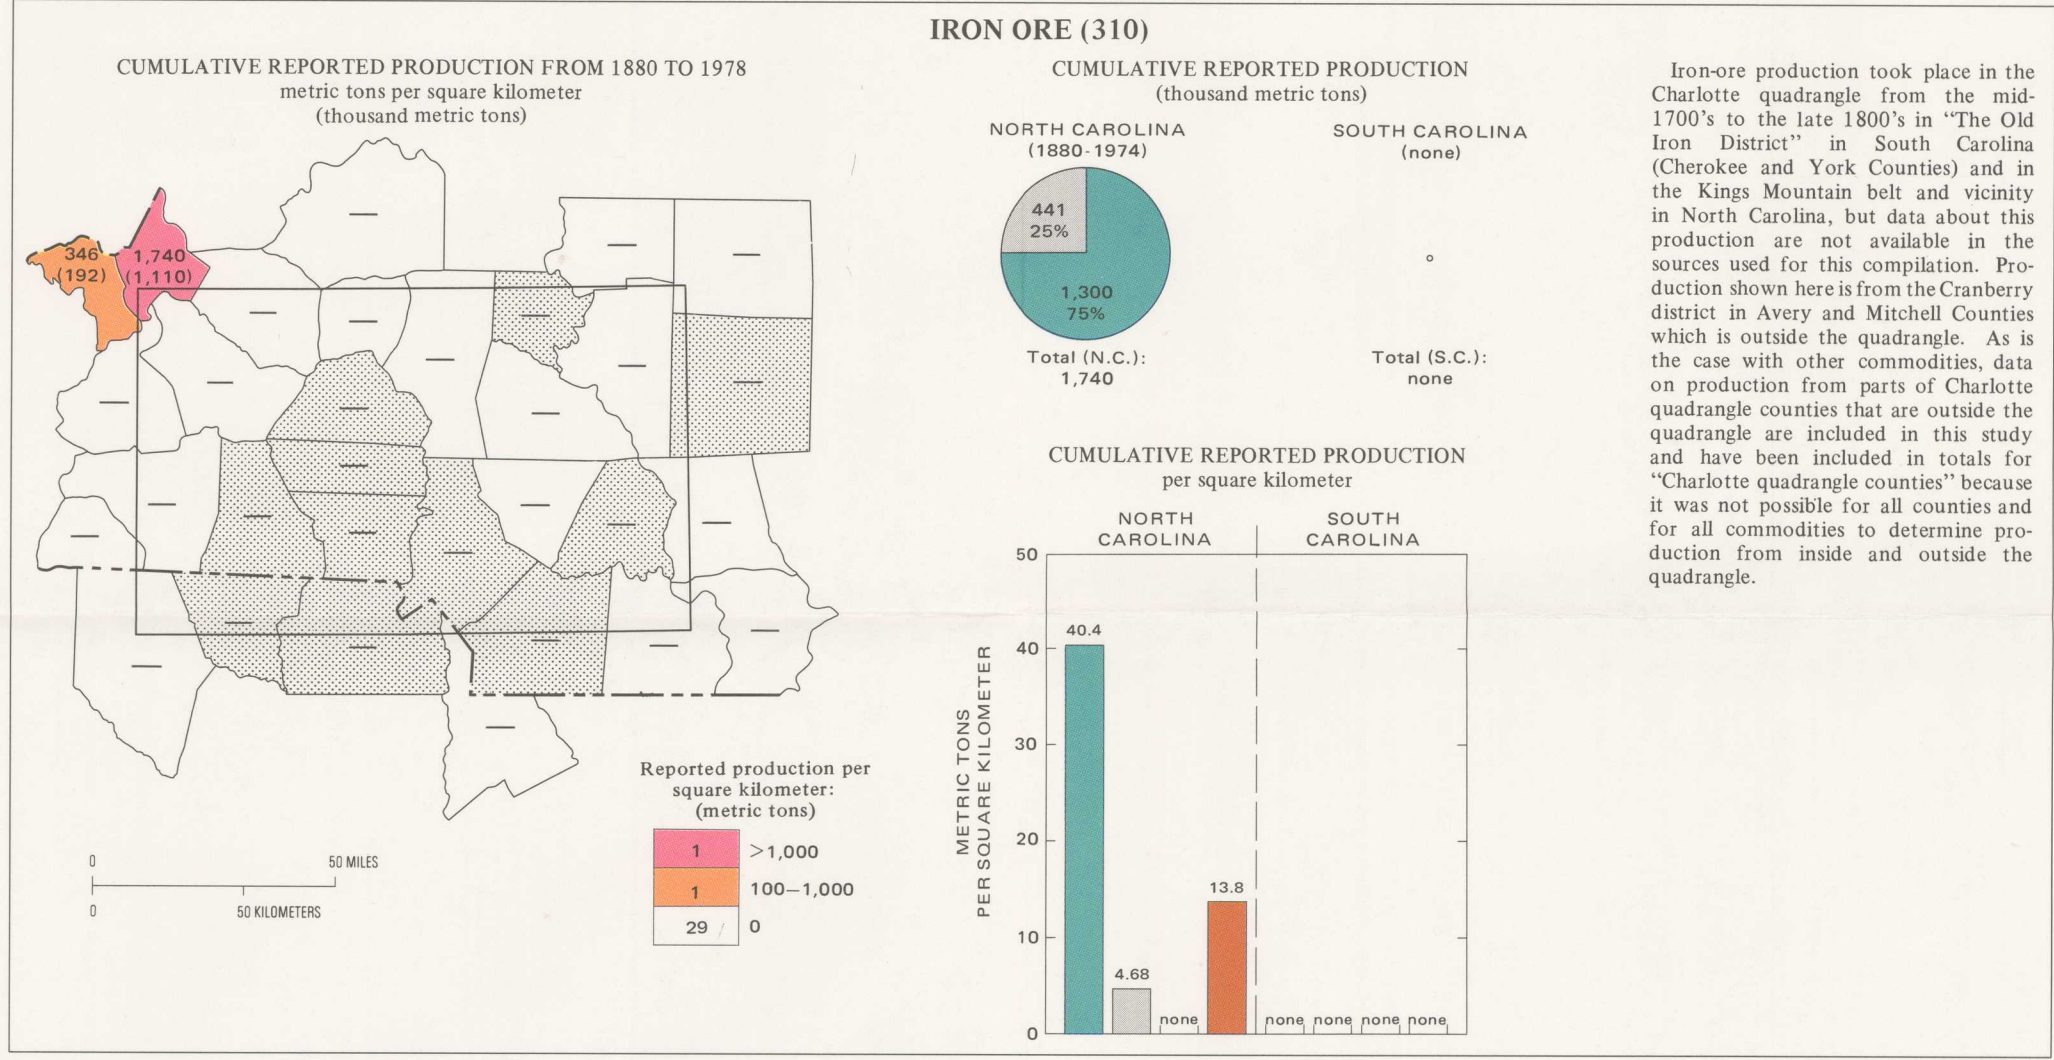 IRON ORE (310)
CUMULATIVE REPORTED PRODUCTION FROM 1880 TO 1978
metric tons per square kilometer
(thousand metric tons)
346
(192)
1,740
(1,110)
Reported production per
square kilometer:
(metric tons)
1 >1,000
1 100–1,000
29 0
0 50 MILES
0 50 KILOMETERS
CUMULATIVE REPORTED PRODUCTION
(thousand metric tons)
NORTH CAROLINA
(1880-1974)
441
25%
1,300
75%
Total (N.C.):
1,740
SOUTH CAROLINA
(none)
Total (S.C.):
none
CUMULATIVE REPORTED PRODUCTION
per square kilometer
NORTH
CAROLINA
SOUTH
CAROLINA
METRIC TONS
PER SQUARE KILOMETER
50
40
30
20
10
0
40.4
4.68
none
13.8
none none none none
Iron-ore production took place in the
Charlotte quadrangle from the mid-
1700's to the late 1800's in “The Old
Iron District” in South Carolina
(Cherokee and York Counties) and in
the Kings Mountain belt and vicinity
in North Carolina, but data about this
production are not available in the
sources used for this compilation. Pro-
duction shown here is from the Cranberry
district in Avery and Mitchell Counties
which is outside the quadrangle. As is
the case with other commodities, data
on production from parts of Charlotte
quadrangle counties that are outside the
quadrangle are included in this study
and have been included in totals for
“Charlotte quadrangle counties” because
it was not possible for all counties and
for all commodities to determine pro-
duction from inside and outside the
quadrangle.